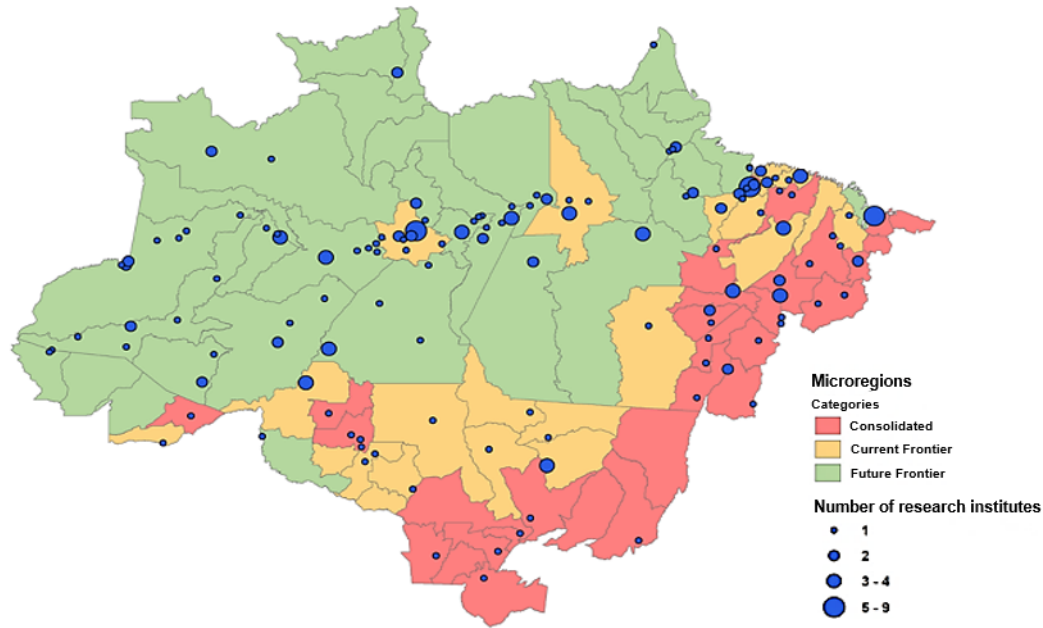 Microregions
Categories
Consolidated
Current Frontier
Future Frontier
Number of research institutes
1
2
3 - 4
5 - 9